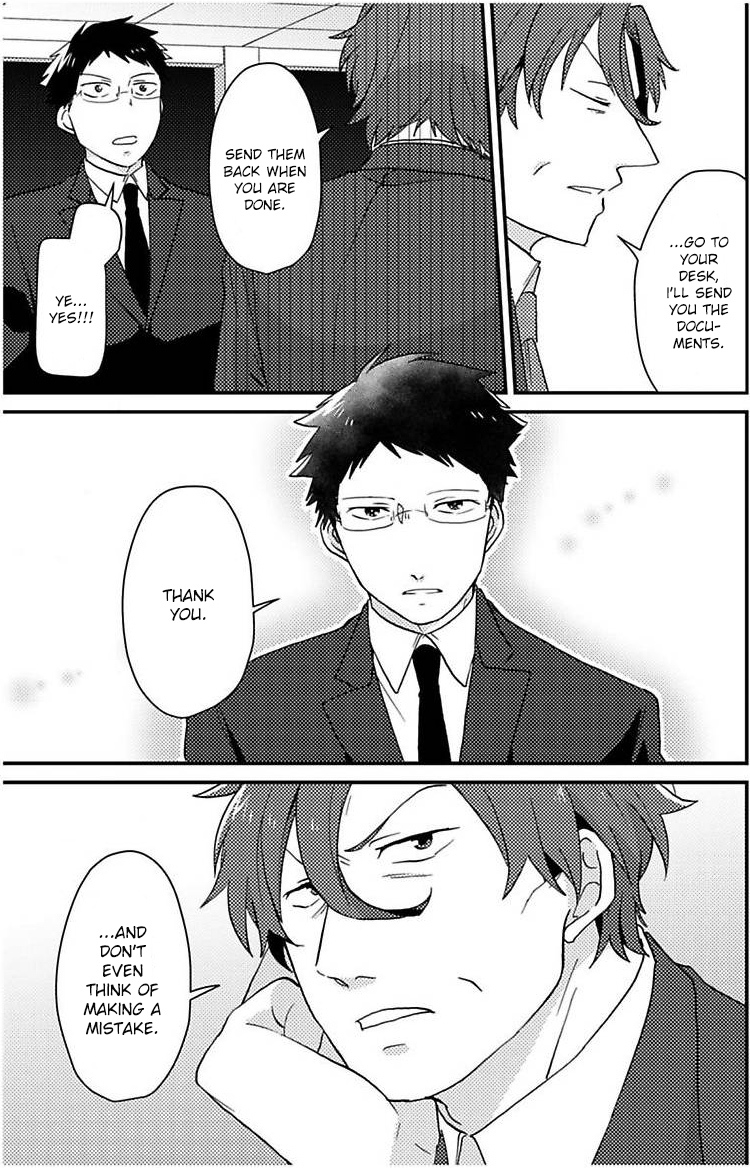 ...GO TO
YOUR
DESK,
I'LL SEND
YOU THE
DOCU-
MENTS.
SEND THEM
BACK WHEN
YOU ARE
DONE.
YE...
YES!!!
THANK
YOU.
...AND
DON'T
EVEN
THINK OF
MAKING A
MISTAKE.